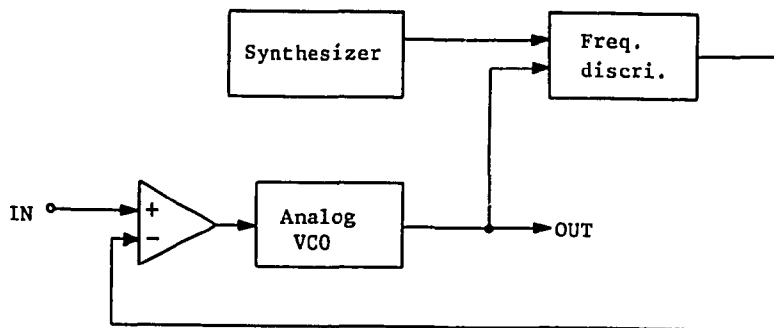 Synthesizer
Freq.
discri.
IN
+
−
Analog
VCO
OUT